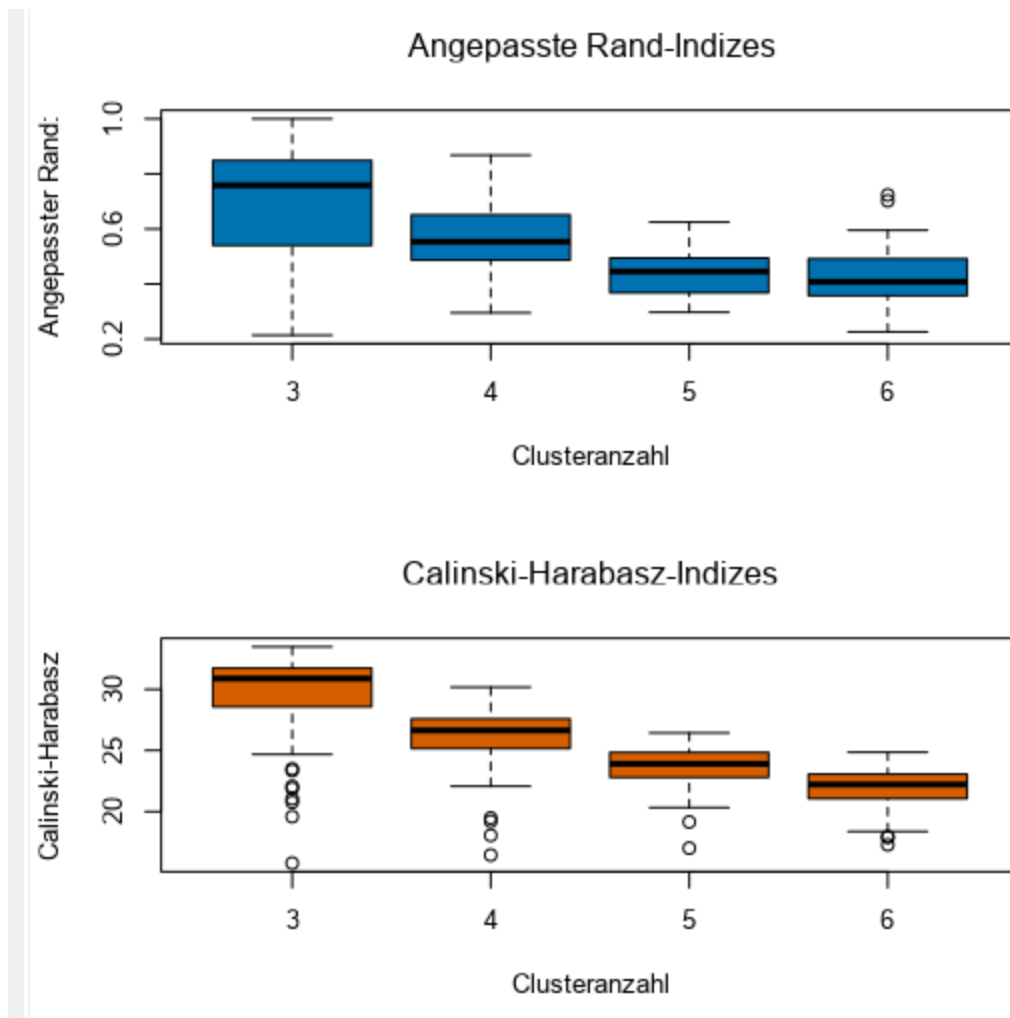 Angepasste Rand-Indizes
Angepasster Rand:
1.0
0.6
0.2
3 4 5 6
Clusteranzahl
Calinski-Harabasz-Indizes
Calinski-Harabasz
30
25
20
3 4 5 6
Clusteranzahl